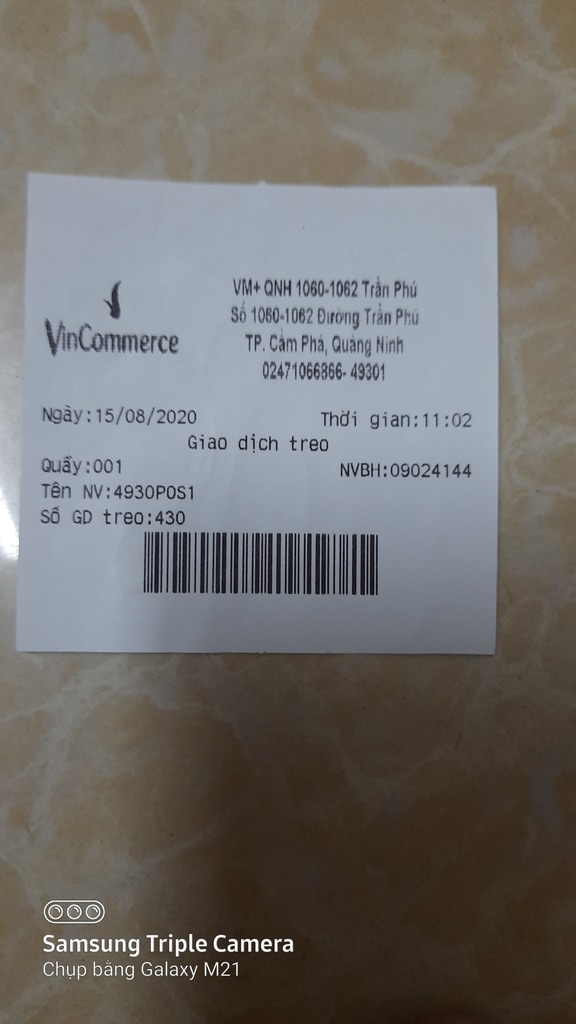 VinCommerce
VM+ QNH 1060-1062 Trần Phú
Số 1060-1062 Đường Trần Phú
TP. Cẩm Phả, Quảng Ninh
02471066866- 49301
Ngày:15/08/2020 Thời gian:11:02
Giao dịch treo
Quầy:001 NVBH:09024144
Tên NV:4930POS1
Số GD treo:430
Samsung Triple Camera
Chụp bằng Galaxy M21